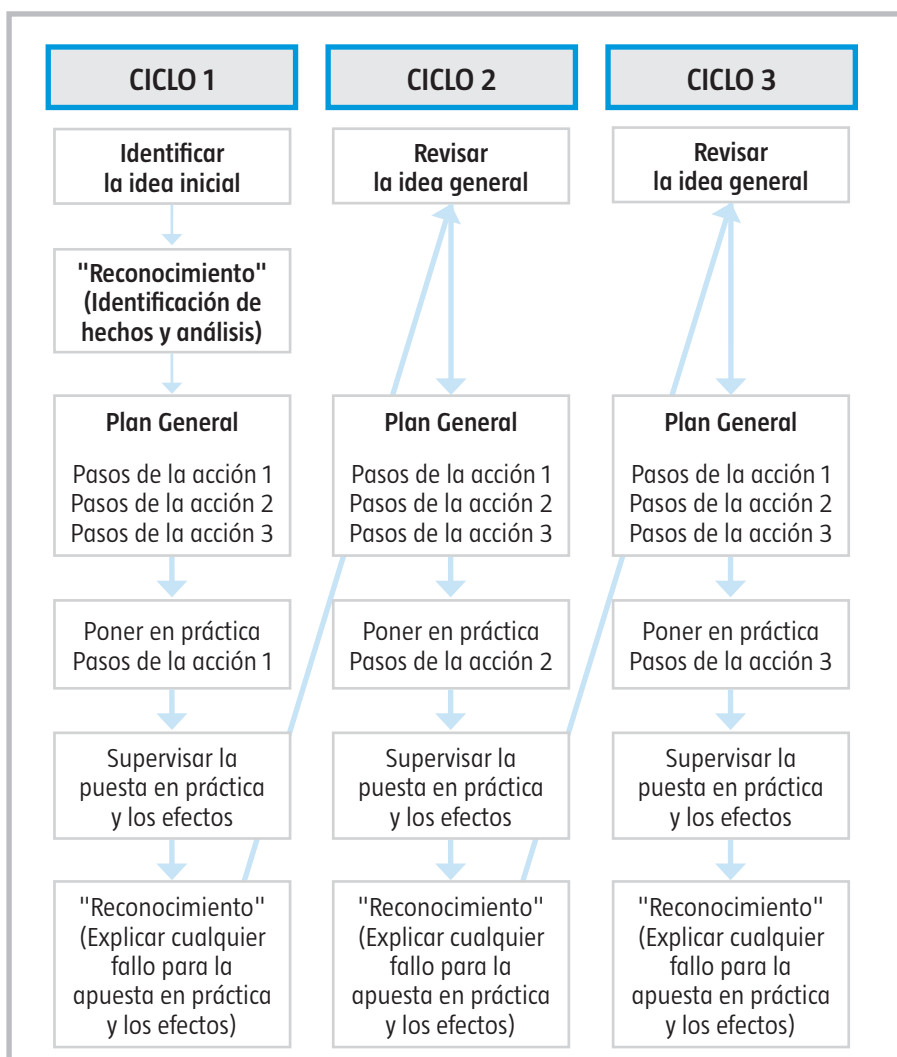 CICLO 1
Identificar
la idea inicial
"Reconocimiento"
(Identificación de
hechos y análisis)
Plan General
Pasos de la acción 1
Pasos de la acción 2
Pasos de la acción 3
Poner en práctica
Pasos de la acción 1
Supervisar la
puesta en práctica
y los efectos
"Reconocimiento"
(Explicar cualquier
fallo para la
apuesta en práctica
y los efectos)
CICLO 2
Revisar
la idea general
Plan General
Pasos de la acción 1
Pasos de la acción 2
Pasos de la acción 3
Poner en práctica
Pasos de la acción 2
Supervisar la
puesta en práctica
y los efectos
"Reconocimiento"
(Explicar cualquier
fallo para la
apuesta en práctica
y los efectos)
CICLO 3
Revisar
la idea general
Plan General
Pasos de la acción 1
Pasos de la acción 2
Pasos de la acción 3
Poner en práctica
Pasos de la acción 3
Supervisar la
puesta en práctica
y los efectos
"Reconocimiento"
(Explicar cualquier
fallo para la
apuesta en práctica
y los efectos)